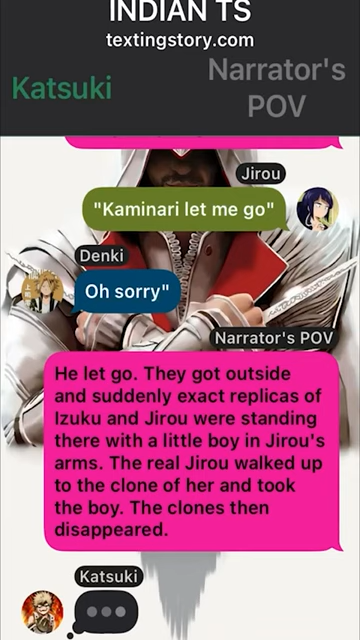 INDIAN TS
textingstory.com
Katsuki
Narrator's
POV
Jirou
"Kaminari let me go"
Denki
Oh sorry"
Narrator's POV
He let go. They got outside
and suddenly exact replicas of
Izuku and Jirou were standing
there with a little boy in Jirou's
arms. The real Jirou walked up
to the clone of her and took
the boy. The clones then
disappeared.
Katsuki